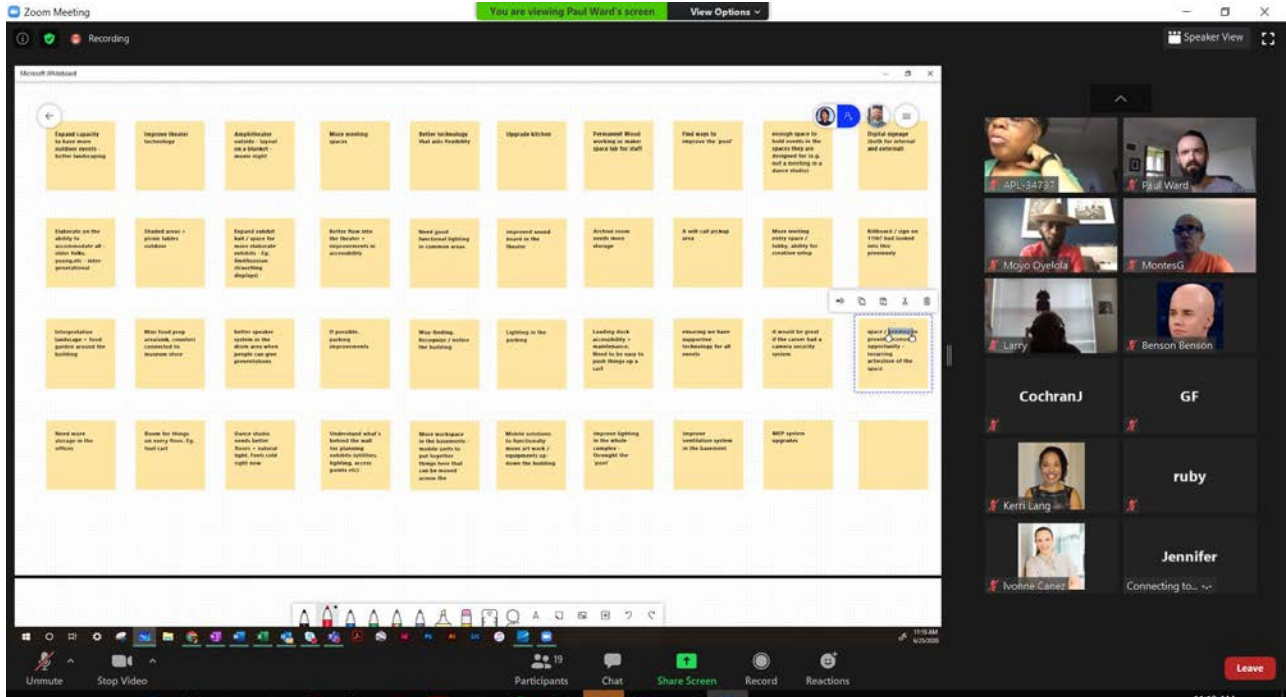 Zoom Meeting
You are viewing Paul Ward's screen
View Options
Recording
Speaker View
Microsoft Whiteboard
Expand capacity
to have more
outdoor events -
better landscaping
Improve theater
technology
Amphitheater
outside - layout
on a blanket -
movie night
More meeting
spaces
Better technology
that aids flexibility
Upgrade kitchen
Permanent Wood
working or maker
space lab for staff
Find ways to
improve the 'pool'
enough space to
hold events in the
spaces they are
designed for (e.g.
not a meeting in a
dance studio)
Digital signage
(both for internal
and external)
Elaborate on the
ability to
accommodate all -
older folks,
young,etc - inter-
generational
Shaded areas +
picnic tables
outdoor
Expand exhibit
hall / space for
more elaborate
exhibits - Eg.
Smithsonian
(travelling
displays)
Better flow into
the theater +
improvements in
accessibility
Need good
functional lighting
in common areas
improved sound
board in the
theater
Archive room
needs more
storage
A will call pickup
area
More inviting
entry space /
lobby, ability for
creative setup
Billboard / sign on
11th? had looked
into this
previously
Interpretative
landscape + food
garden around the
building
Mini food prep
area(sink, counter)
connected to
museum store
better speaker
system in the
drum area when
people can give
presentations
If possible,
parking
improvements
Way-finding.
Recognize / notice
the building
Lighting in the
parking
Loading dock
accessibility +
maintenance.
Need to be easy to
push things up a
cart
ensuring we have
supportive
technology for all
events
it would be great
if the carver had a
camera security
system
space /
opportunity -
recurring
activation of the
space
Need more
storage in the
offices
Room for things
on every floor. Eg.
tool cart
Dance studio
needs better
floors + natural
light. Feels cold
right now
Understand what's
behind the wall
for planning
exhibits (utilities,
lighting, access
points etc)
More workspace
in the basements -
mobile units to
put together
things here that
can be moved
across the
Mobile solutions
to functionally
move art work /
equipments up-
down the building
Improve lighting
in the whole
complex -
throught the
'pool'
Improve
ventilation system
in the basement
MEP system
upgrades
APL-34737
Paul Ward
Moyo Oyelola
MontesG
Larry
Benson Benson
CochranJ
GF
Kerri Lang
ruby
Ivonne Canez
Jennifer
Connecting to...
11:19 AM
6/25/2020
Unmute
Stop Video
19
Participants
Chat
Share Screen
Record
Reactions
Leave